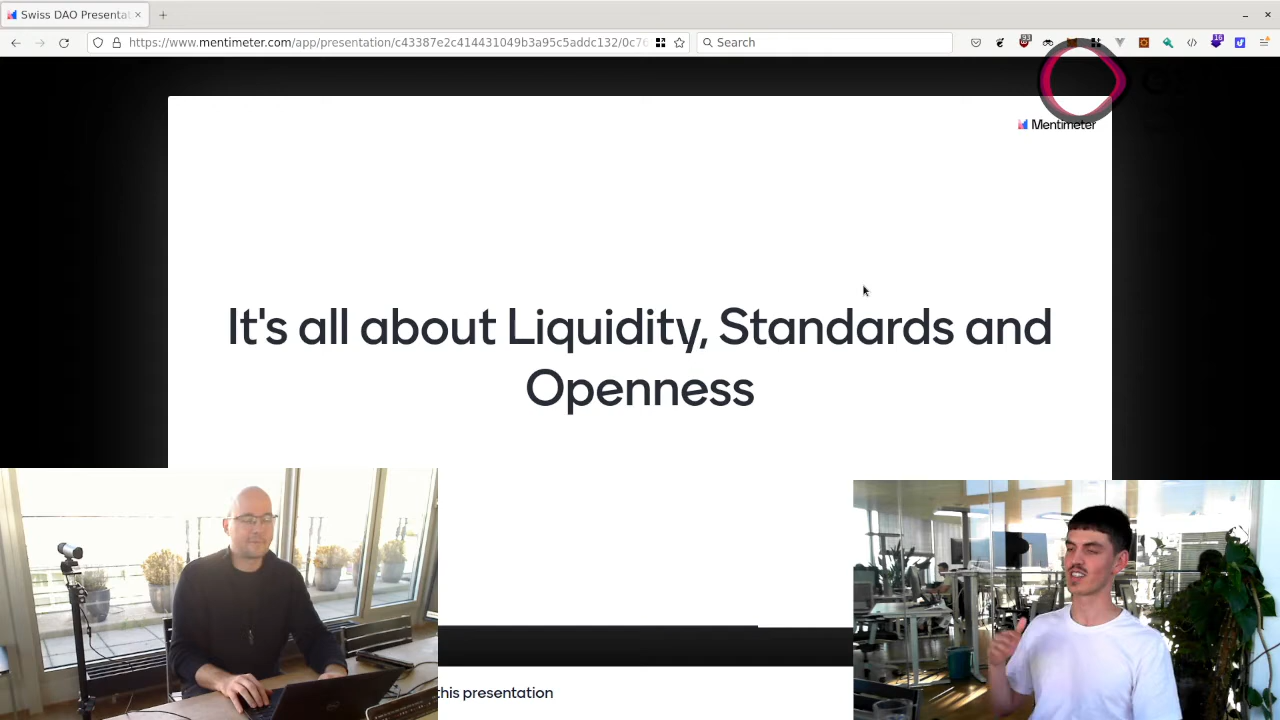 Swiss DAO Presenta
https://www.mentimeter.com/app/presentation/c43387e2c414431049b3a95c5addc132/0c76
Search
Mentimeter
It's all about Liquidity, Standards and
Openness
this presentation